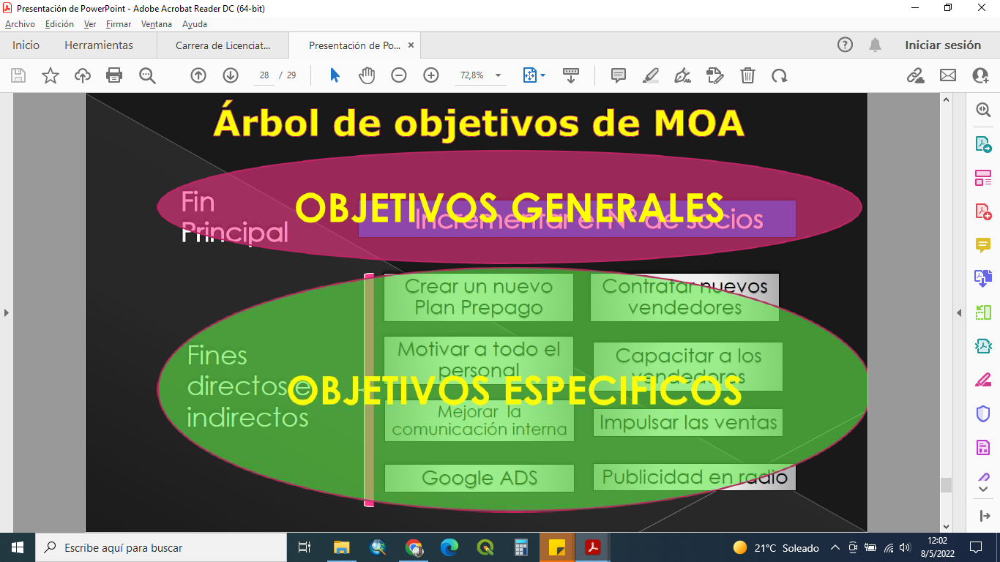 Presentación de PowerPoint - Adobe Acrobat Reader DC (64-bit)
Archivo Edición Ver Firmar Ventana Ayuda
Inicio Herramientas Carrera de Licenciat... Presentación de Po... × Iniciar sesión
28 / 29 72,8%
Árbol de objetivos de MOA
Fin
Principal
OBJETIVOS GENERALES
Incrementar el Nº de socios
Crear un nuevo
Plan Prepago
Contratar nuevos
vendedores
Motivar a todo el
personal
Capacitar a los
vendedores
Fines
directos e
indirectos
OBJETIVOS ESPECIFICOS
Mejorar la
comunicación interna
Impulsar las ventas
Google ADS
Publicidad en radio
Escribe aquí para buscar
21°C Soleado
12:02
8/5/2022